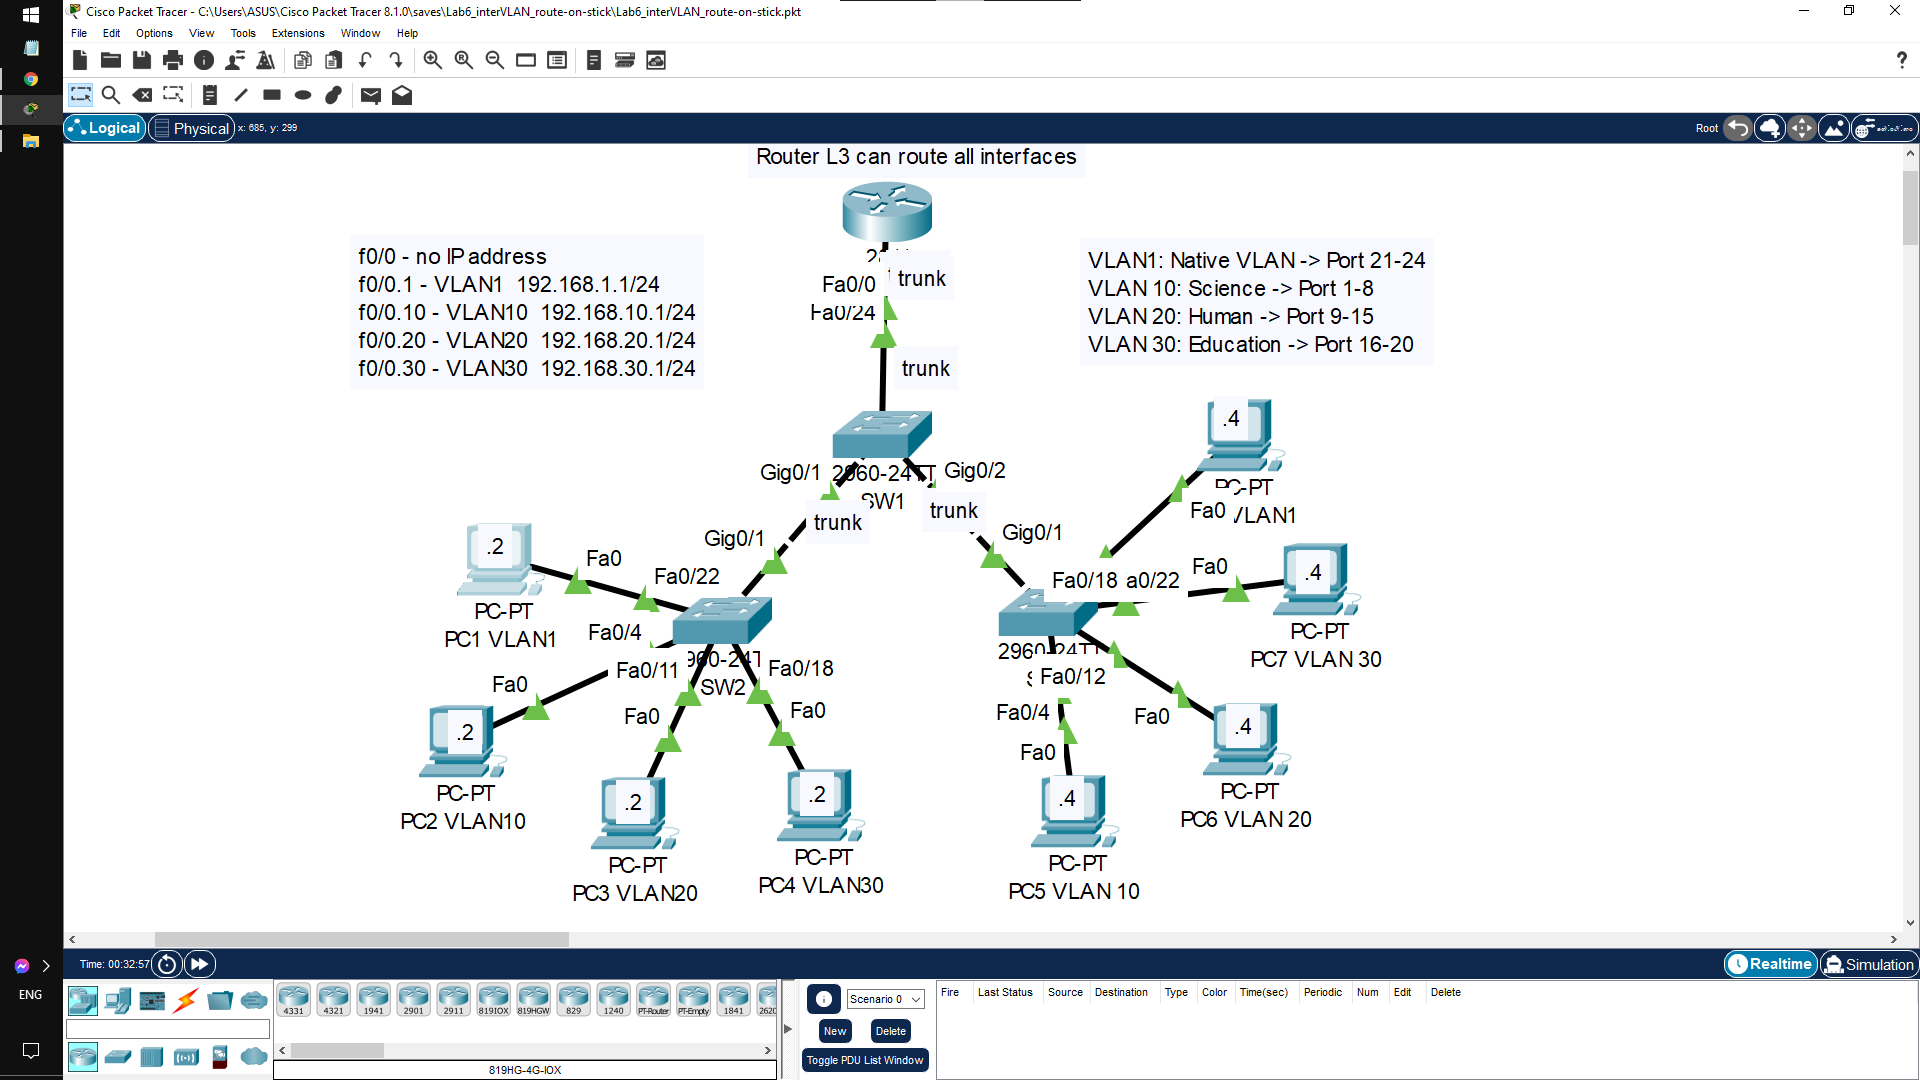 Cisco Packet Tracer - C:\Users\ASUS\Cisco Packet Tracer 8.1.0\saves\Lab6_interVLAN_route-on-stick\Lab6_interVLAN_route-on-stick.pkt
File Edit Options View Tools Extensions Window Help
Logical Physical x: 685, y: 299
Root
Router L3 can route all interfaces
f0/0 - no IP address
f0/0.1 - VLAN1 192.168.1.1/24
f0/0.10 - VLAN10 192.168.10.1/24
f0/0.20 - VLAN20 192.168.20.1/24
f0/0.30 - VLAN30 192.168.30.1/24
VLAN1: Native VLAN -> Port 21-24
VLAN 10: Science -> Port 1-8
VLAN 20: Human -> Port 9-15
VLAN 30: Education -> Port 16-20
Fa0/0
trunk
Fa0/24
trunk
Gig0/1
2960-24TT
Gig0/2
SW1
trunk
trunk
Gig0/1
Gig0/1
.4
PC-PT
VLAN1
Fa0
.2
Fa0
Fa0/22
PC-PT
PC1 VLAN1
Fa0/4
Fa0/11
SW2
Fa0/18
Fa0
.2
PC-PT
PC2 VLAN10
Fa0
.2
PC-PT
PC3 VLAN20
Fa0
.2
PC-PT
PC4 VLAN30
Fa0/18
a0/22
Fa0
.4
PC-PT
PC7 VLAN 30
2960-24TT
Fa0/12
Fa0/4
Fa0
Fa0
.4
PC-PT
PC6 VLAN 20
.4
PC-PT
PC5 VLAN 10
Time: 00:32:57
Realtime Simulation
ENG
4331 4321 1941 2901 2911 819IOX 819HGW 829 1240 PT-Router PT-Empty 1841 2620
819HG-4G-IOX
Scenario 0
New Delete
Toggle PDU List Window
Fire Last Status Source Destination Type Color Time(sec) Periodic Num Edit Delete